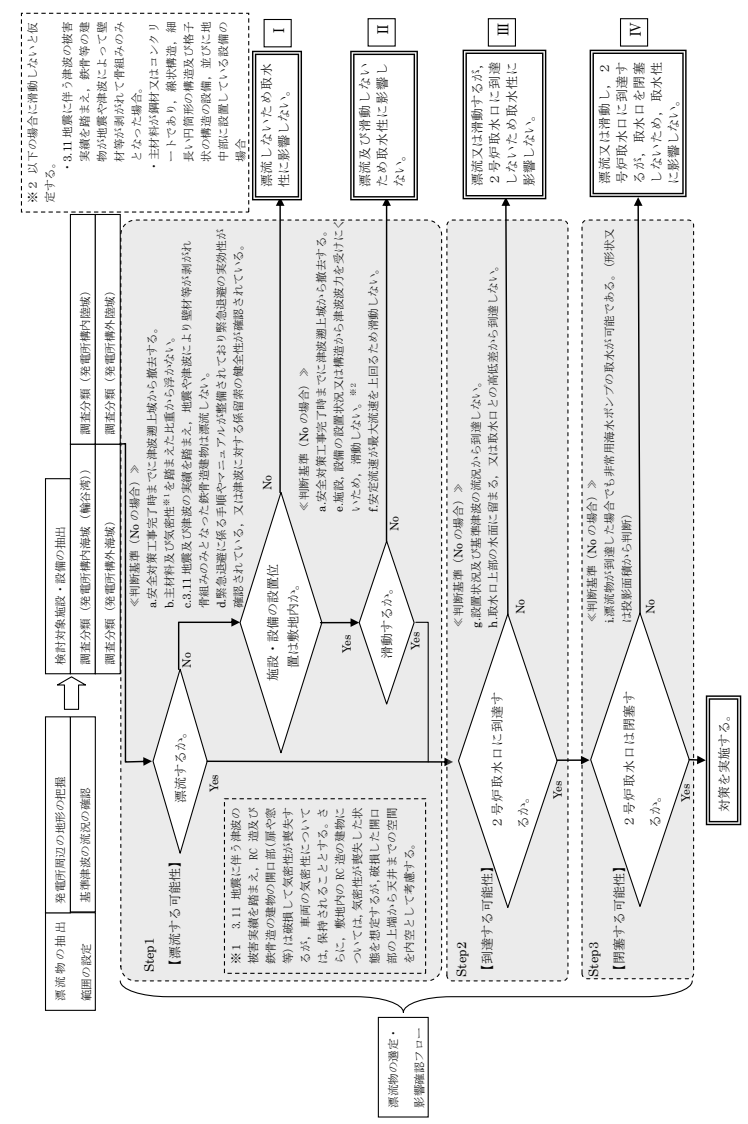 漂流物の抽出
範囲の設定
発電所周辺の地形の把握
基準津波の流況の確認
検討対象施設・設備の抽出
調査分類（発電所構内海域（輪谷湾））
調査分類（発電所構内陸域）
調査分類（発電所構外海域）
調査分類（発電所構外陸域）
※２ 以下の場合に滑動しないと仮
定する。
・3.11 地震に伴う津波の被害
実績を踏まえ，鉄骨等の建
物が地震や津波によって壁
材等が剥がれて骨組みのみ
となった場合。
・主材料が鋼材又はコンクリ
ートであり，線状構造，細
長い円筒形の構造及び格子
状の構造の設備，並びに地
中部に設置している設備の
場合
漂流物の選定・
影響確認フロー
Step1
【漂流する可能性】
漂流するか。
No
Yes
≪判断基準（No の場合）≫
a.安全対策工事完了時までに津波遡上域から撤去する。
b.主材料及び気密性※１を踏まえた比重から浮かない。
c.3.11 地震及び津波の実績を踏まえ，地震や津波により壁材等が剥がれ
骨組みのみとなった鉄骨造建物は漂流しない。
d.緊急退避に係る手順やマニュアルが整備されており緊急退避の実効性が
確認されている，又は津波に対する係留索の健全性が確認されている。
※１ 3.11 地震に伴う津波の
被害実績を踏まえ，RC 造及び
鉄骨造の建物の開口部(扉や窓
等)は破損して気密性が喪失す
るが，車両の気密性について
は，保持されることとする。さ
らに，敷地内の RC 造の建物に
ついては，気密性が喪失した状
態を想定するが，破損した開口
部の上端から天井までの空間
を内空として考慮する。
施設・設備の設置位
置は敷地内か。
No
Yes
漂流しないため取水
性に影響しない。
Ⅰ
≪判断基準（No の場合）≫
a.安全対策工事完了時までに津波遡上域から撤去する。
e.施設，設備の設置状況又は構造から津波波力を受けにく
いため，滑動しない。※２
f.安定流速が最大流速を上回るため滑動しない。
滑動するか。
No
Yes
漂流及び滑動しない
ため取水性に影響し
ない。
Ⅱ
Step2
【到達する可能性】
２号炉取水口に到達す
るか。
≪判断基準（No の場合）≫
g.設置状況及び基準津波の流況から到達しない。
h.取水口上部の水面に留まる，又は取水口との高低差から到達しない。
No
Yes
漂流又は滑動するが，
２号炉取水口に到達
しないため取水性に
影響しない。
Ⅲ
Step3
【閉塞する可能性】
２号炉取水口は閉塞す
るか。
≪判断基準（No の場合）≫
i.漂流物が到達した場合でも非常用海水ポンプの取水が可能である。（形状又
は投影面積から判断）
No
Yes
漂流又は滑動し，２
号炉取水口に到達す
るが，取水口を閉塞
しないため，取水性
に影響しない。
Ⅳ
対策を実施する。